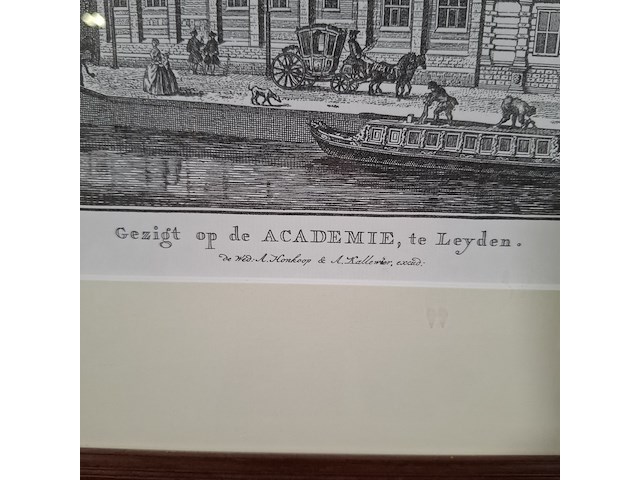 Gezigt op de ACADEMIE, te Leyden.
de Wed: A. Honkoop & A. Kallewier, excud: